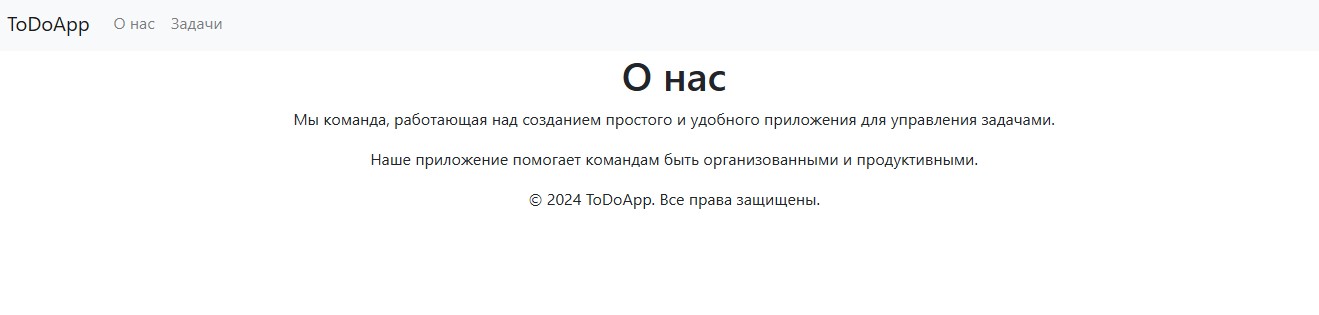 ToDoApp О нас Задачи
О нас
Мы команда, работающая над созданием простого и удобного приложения для управления задачами.
Наше приложение помогает командам быть организованными и продуктивными.
© 2024 ToDoApp. Все права защищены.